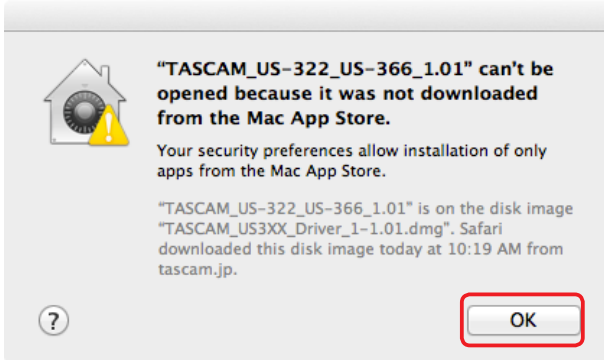 “TASCAM_US-322_US-366_1.01” can’t be
opened because it was not downloaded
from the Mac App Store.
Your security preferences allow installation of only
apps from the Mac App Store.
“TASCAM_US-322_US-366_1.01” is on the disk image
“TASCAM_US3XX_Driver_1-1.01.dmg”. Safari
downloaded this disk image today at 10:19 AM from
tascam.jp.
?
OK